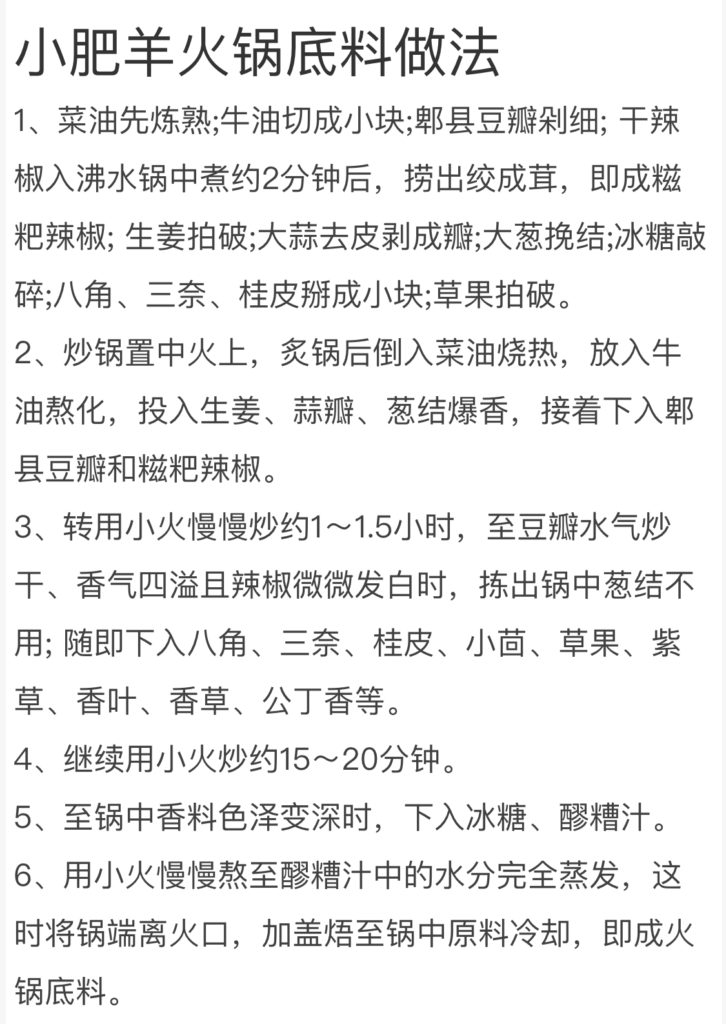 小肥羊火锅底料做法
1、菜油先炼熟;牛油切成小块;郫县豆瓣剁细; 干辣
椒入沸水锅中煮约2分钟后，捞出绞成茸，即成糍
粑辣椒; 生姜拍破;大蒜去皮剥成瓣;大葱挽结;冰糖敲
碎;八角、三奈、桂皮掰成小块;草果拍破。
2、炒锅置中火上，炙锅后倒入菜油烧热，放入牛
油熬化，投入生姜、蒜瓣、葱结爆香，接着下入郫
县豆瓣和糍粑辣椒。
3、转用小火慢慢炒约1～1.5小时，至豆瓣水气炒
干、香气四溢且辣椒微微发白时，拣出锅中葱结不
用; 随即下入八角、三奈、桂皮、小茴、草果、紫
草、香叶、香草、公丁香等。
4、继续用小火炒约15～20分钟。
5、至锅中香料色泽变深时，下入冰糖、醪糟汁。
6、用小火慢慢熬至醪糟汁中的水分完全蒸发，这
时将锅端离火口，加盖焐至锅中原料冷却，即成火
锅底料。